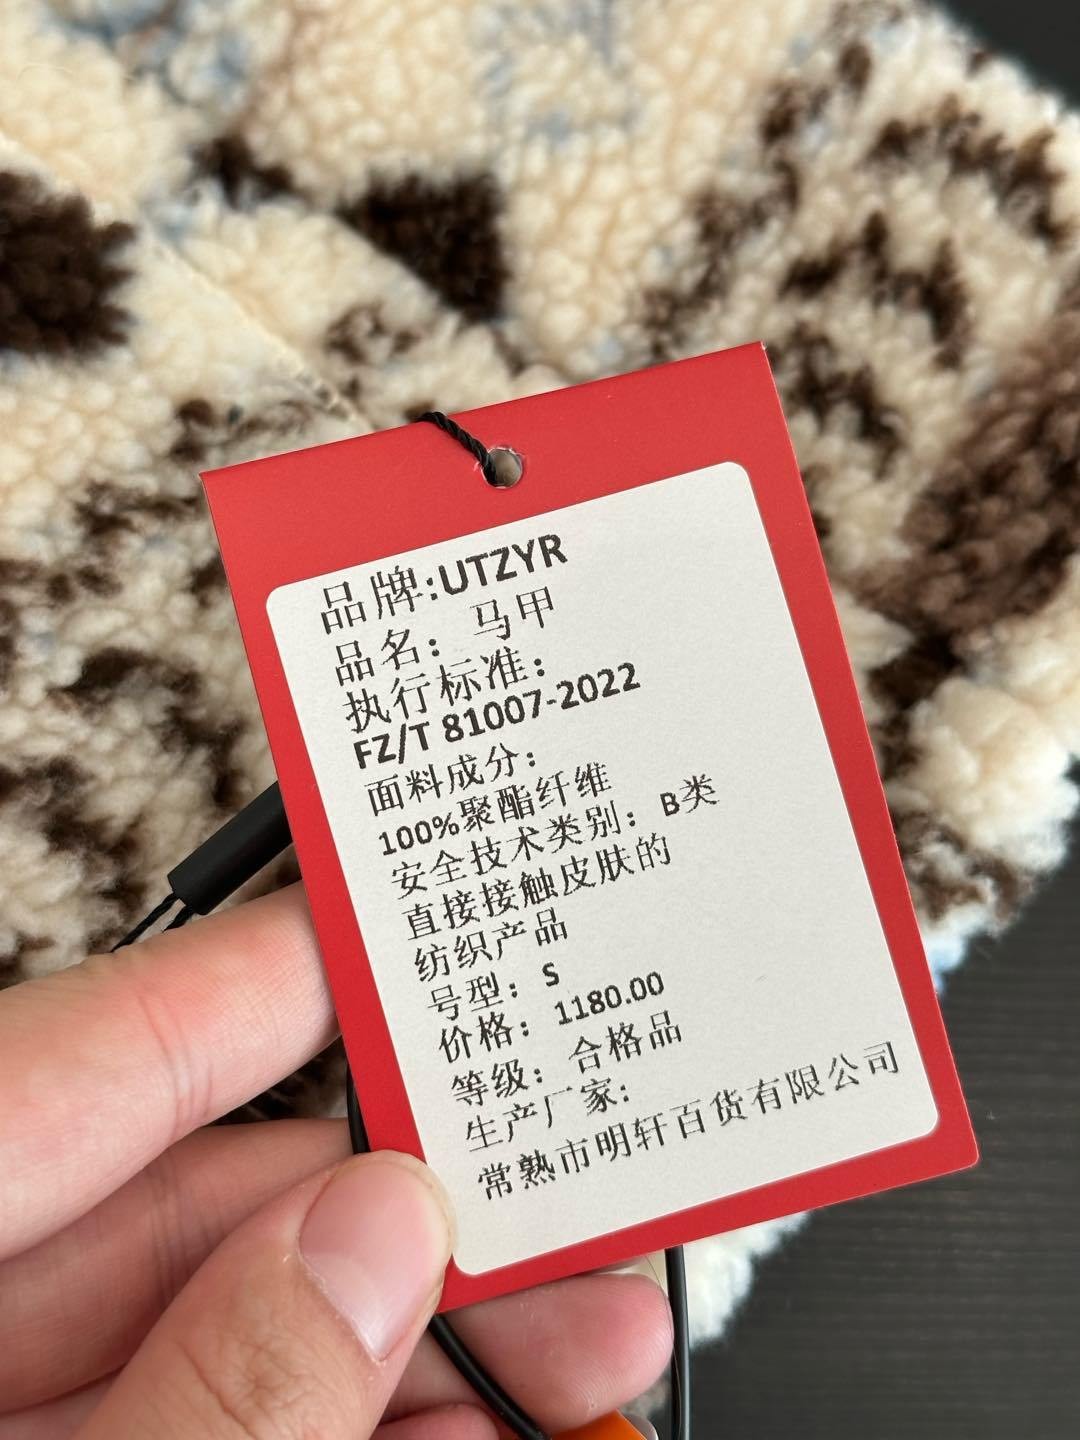 品牌:UTZYR
品名： 马甲
执行标准：
FZ/T 81007-2022
面料成分：
100%聚酯纤维
安全技术类别： B类
直接接触皮肤的
纺织产品
号型： S
价格： 1180.00
等级： 合格品
生产厂家:
常熟市明轩百货有限公司